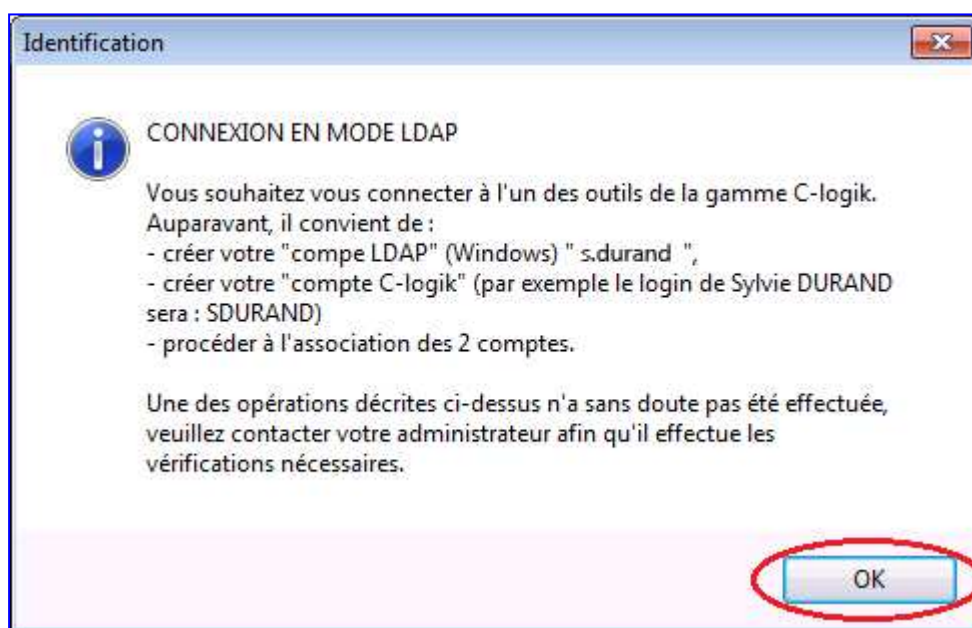 Identification
CONNEXION EN MODE LDAP
Vous souhaitez vous connecter à l'un des outils de la gamme C-logik.
Auparavant, il convient de :
- créer votre "compe LDAP" (Windows) " s.durand ",
- créer votre "compte C-logik" (par exemple le login de Sylvie DURAND
sera : SDURAND)
- procéder à l'association des 2 comptes.
Une des opérations décrites ci-dessus n'a sans doute pas été effectuée,
veuillez contacter votre administrateur afin qu'il effectue les
vérifications nécessaires.
OK